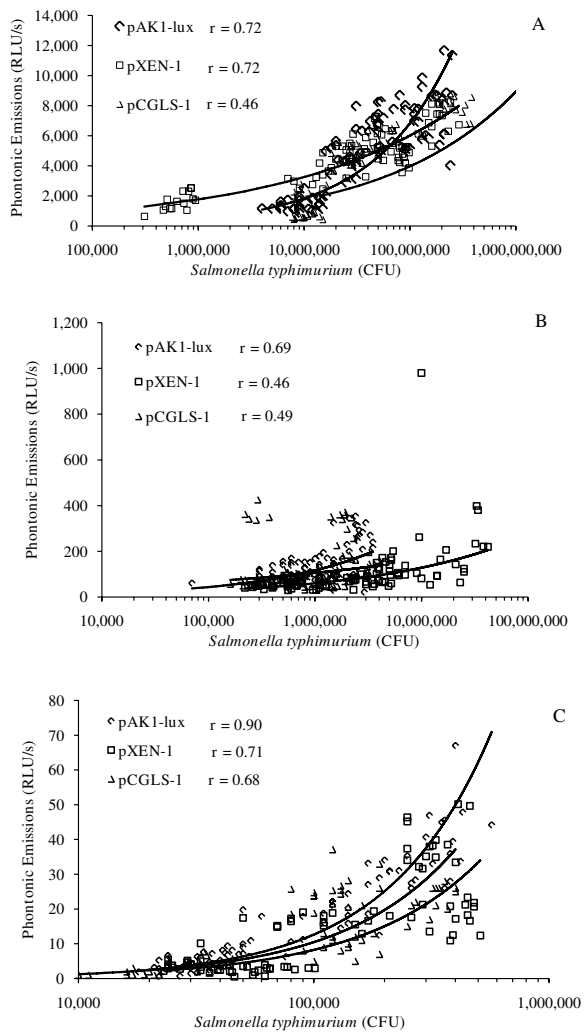 A
pAK1-lux r = 0.72
pXEN-1 r = 0.72
pCGLS-1 r = 0.46
Phontonic Emissions (RLU/s)
14,000
12,000
10,000
8,000
6,000
4,000
2,000
0
100,000 1,000,000 10,000,000 100,000,000 1,000,000,000
Salmonella typhimurium (CFU)
B
pAK1-lux r = 0.69
pXEN-1 r = 0.46
pCGLS-1 r = 0.49
Phontonic Emissions (RLU/s)
1,200
1,000
800
600
400
200
0
10,000 100,000 1,000,000 10,000,000 100,000,000
Salmonella typhimurium (CFU)
C
pAK1-lux r = 0.90
pXEN-1 r = 0.71
pCGLS-1 r = 0.68
Phontonic Emissions (RLU/s)
80
70
60
50
40
30
20
10
0
10,000 100,000 1,000,000
Salmonella typhimurium (CFU)